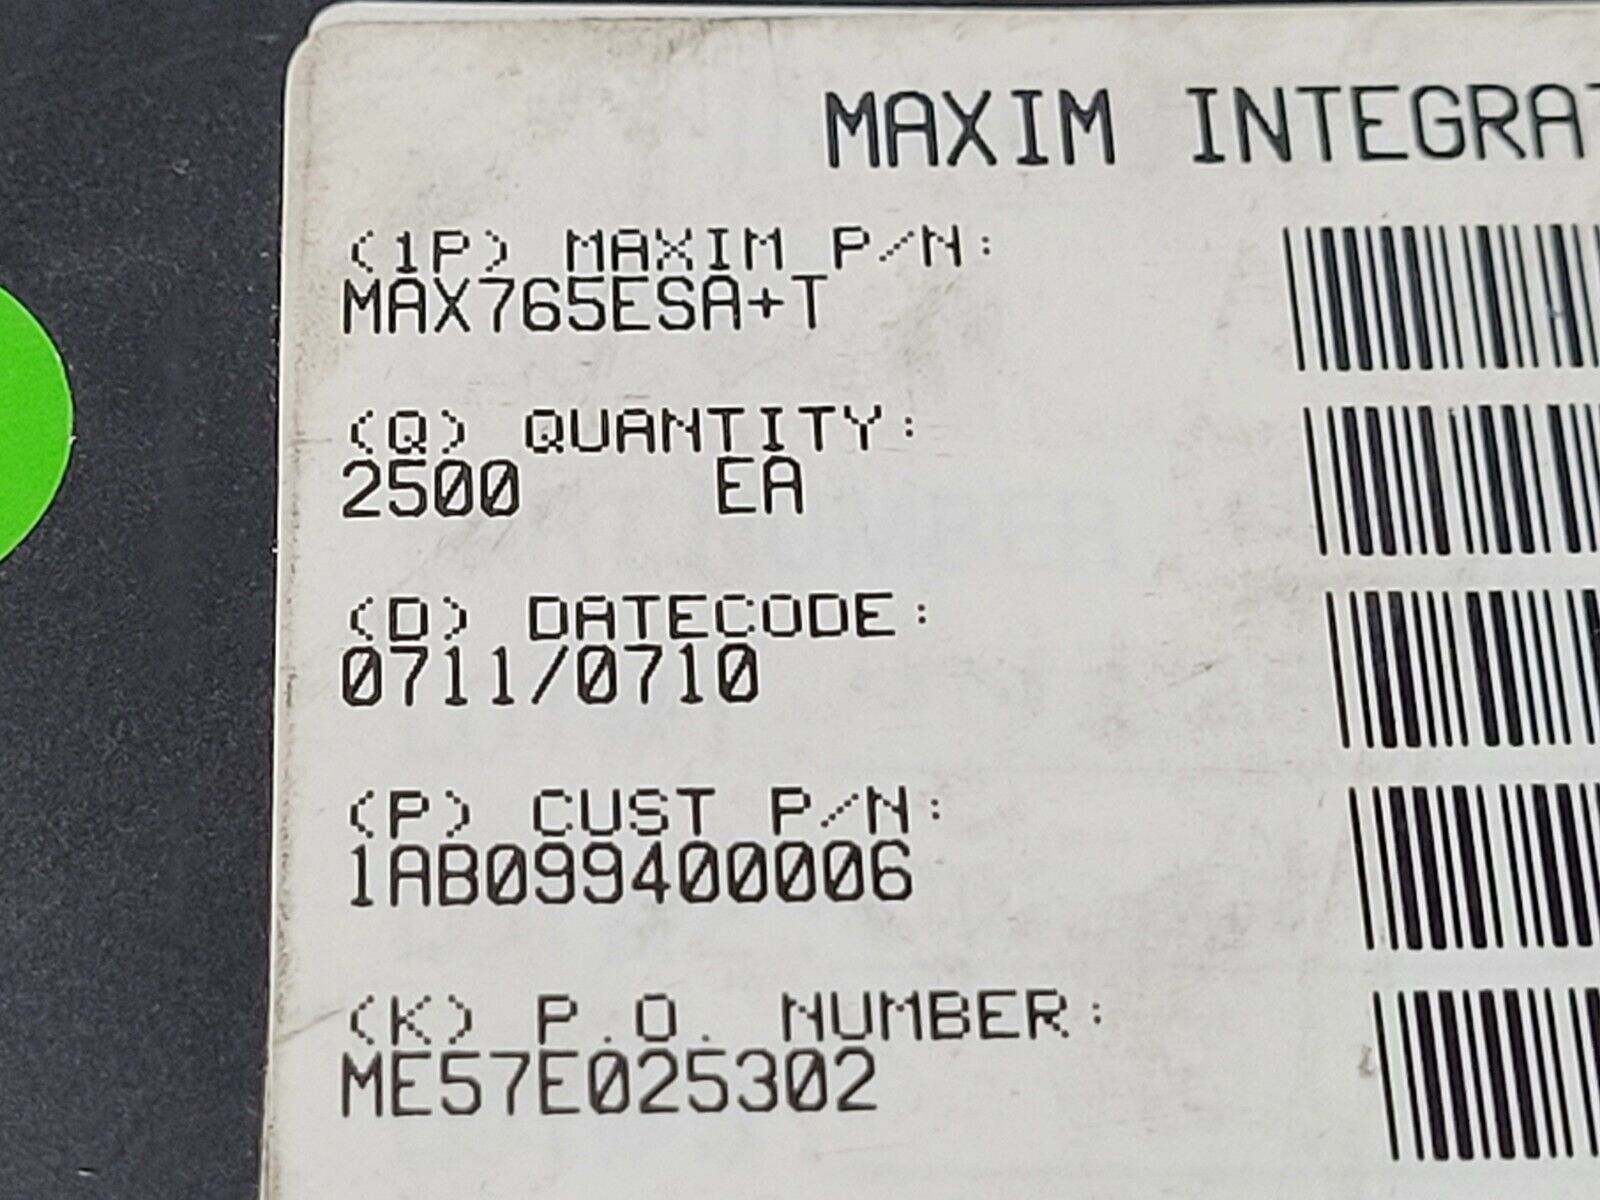 MAXIM INTEGRAT
(1P) MAXIM P/N:
MAX765ESA+T
(Q) QUANTITY:
2500 EA
(D) DATECODE:
0711/0710
(P) CUST P/N:
1AB099400006
(K) P.O. NUMBER:
ME57E025302